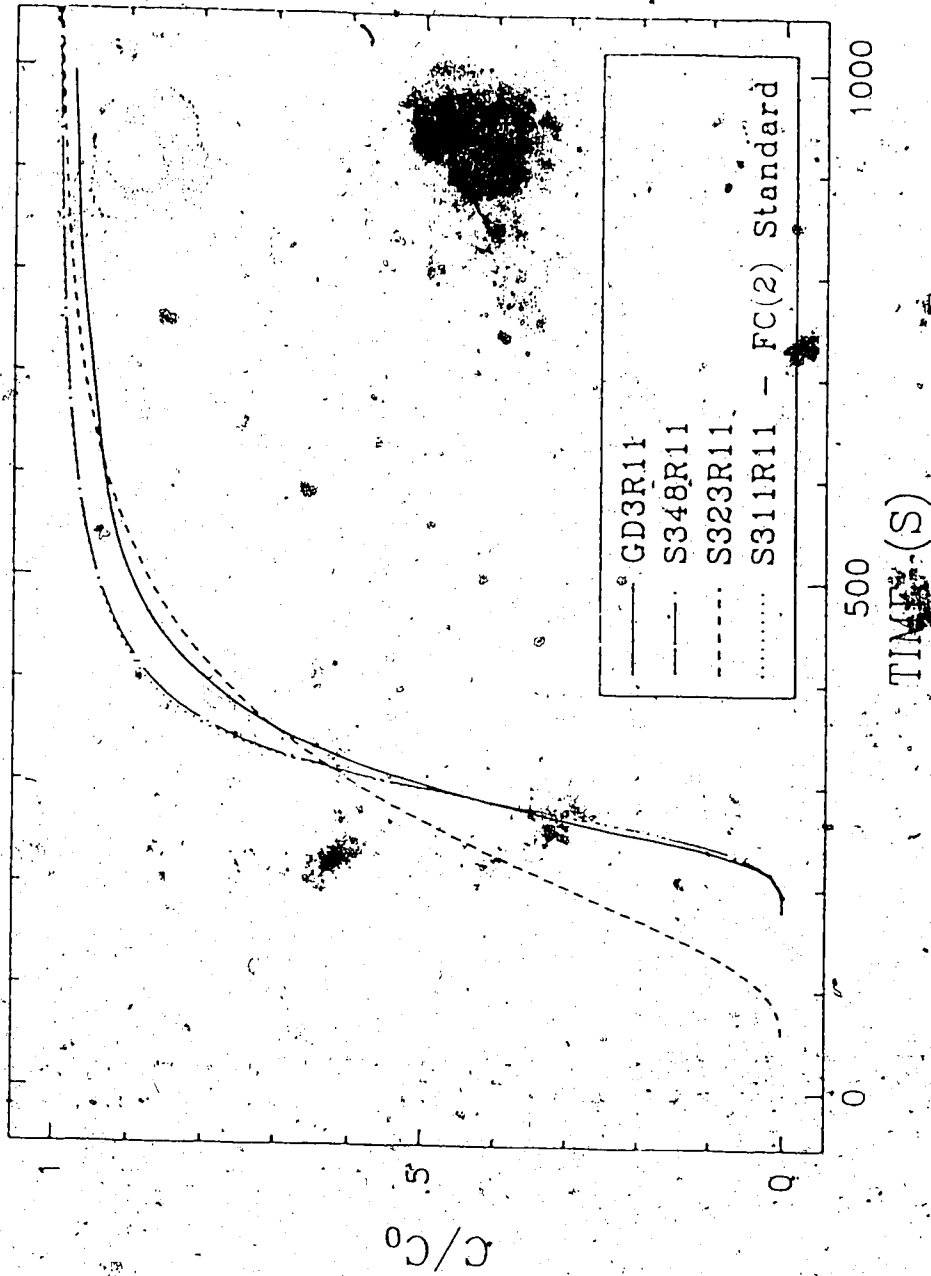 C/C₀
1
.5
0
GD3R11
S348R11
S323R11
S311R11 - FC(2) Standard
0
500
1000
TIME (S)